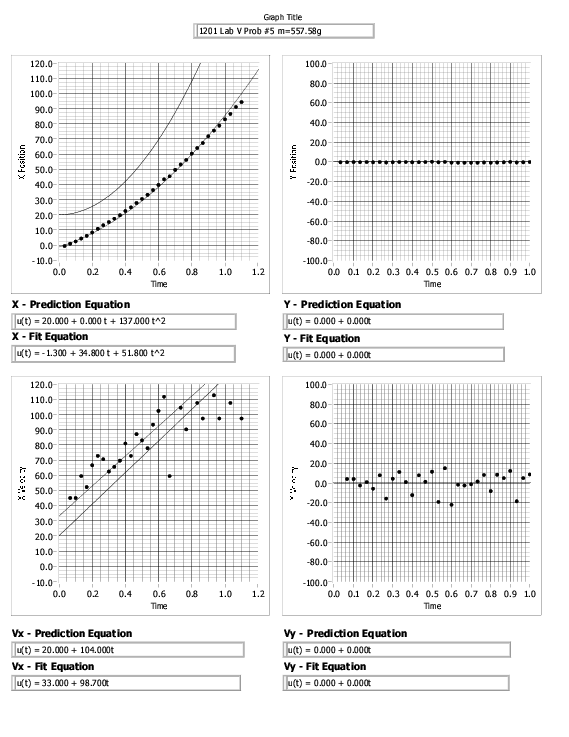 Graph Title
1201 Lab V Prob #5 m=557.58g
120.0
110.0
100.0
90.0
80.0
70.0
60.0
50.0
40.0
30.0
20.0
10.0
0.0
-10.0
X Position
0.0 0.2 0.4 0.6 0.8 1.0 1.2
Time
100.0
80.0
60.0
40.0
20.0
0.0
-20.0
-40.0
-60.0
-80.0
-100.0
Y Position
0.0 0.1 0.2 0.3 0.4 0.5 0.6 0.7 0.8 0.9 1.0
Time
X - Prediction Equation
u(t) = 20.000 + 0.000 t + 137.000 t^2
X - Fit Equation
u(t) = -1.300 + 34.800 t + 51.800 t^2
Y - Prediction Equation
u(t) = 0.000 + 0.000t
Y - Fit Equation
u(t) = 0.000 + 0.000t
120.0
110.0
100.0
90.0
80.0
70.0
60.0
50.0
40.0
30.0
20.0
10.0
0.0
-10.0
X Velocity
0.0 0.2 0.4 0.6 0.8 1.0 1.2
Time
100.0
80.0
60.0
40.0
20.0
0.0
-20.0
-40.0
-60.0
-80.0
-100.0
Y Velocity
0.0 0.1 0.2 0.3 0.4 0.5 0.6 0.7 0.8 0.9 1.0
Time
Vx - Prediction Equation
u(t) = 20.000 + 104.000t
Vx - Fit Equation
u(t) = 33.000 + 98.700t
Vy - Prediction Equation
u(t) = 0.000 + 0.000t
Vy - Fit Equation
u(t) = 0.000 + 0.000t